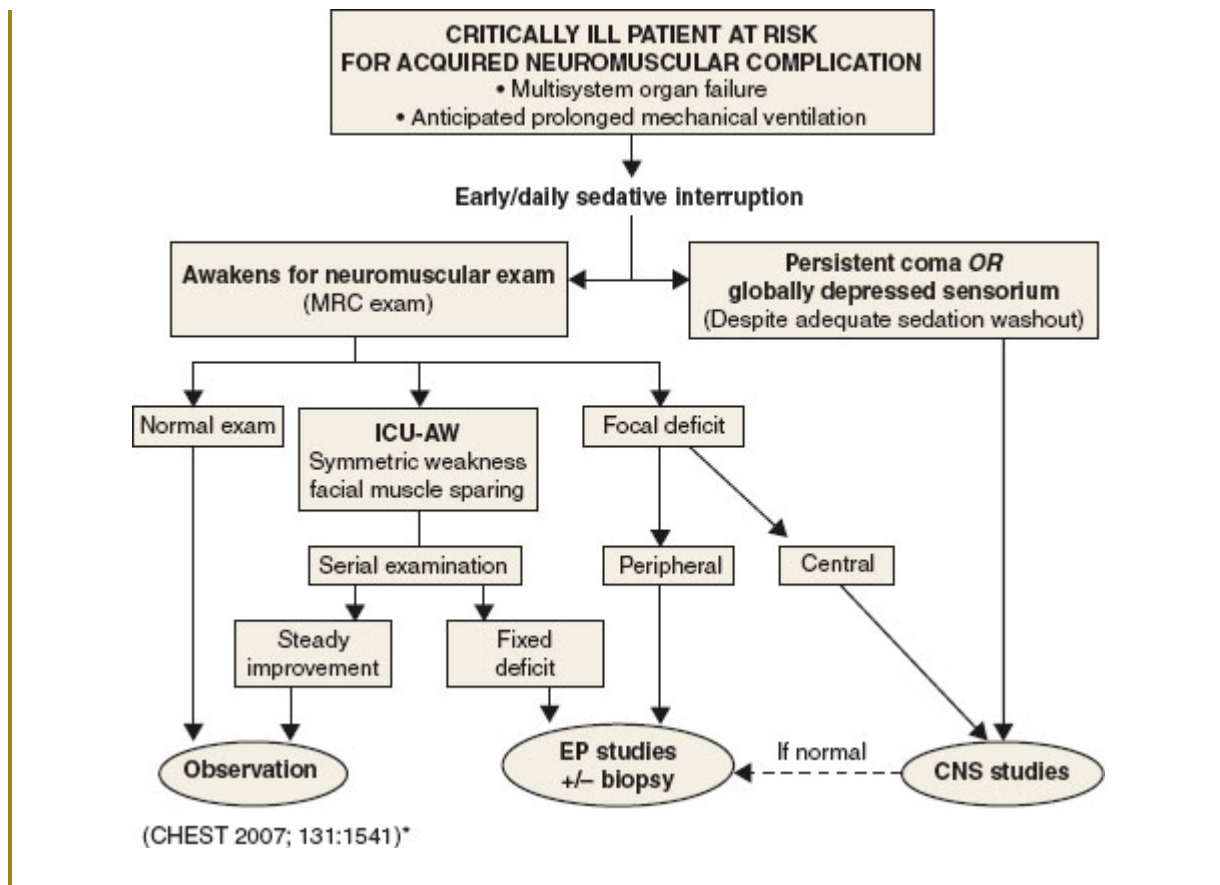 CRITICALLY ILL PATIENT AT RISK
FOR ACQUIRED NEUROMUSCULAR COMPLICATION
• Multisystem organ failure
• Anticipated prolonged mechanical ventilation
Early/daily sedative interruption
Awakens for neuromuscular exam
(MRC exam)
Persistent coma OR
globally depressed sensorium
(Despite adequate sedation washout)
Normal exam
ICU-AW
Symmetric weakness
facial muscle sparing
Focal deficit
Serial examination
Peripheral
Central
Steady
improvement
Fixed
deficit
Observation
EP studies
+/– biopsy
If normal
CNS studies
(CHEST 2007; 131:1541)*